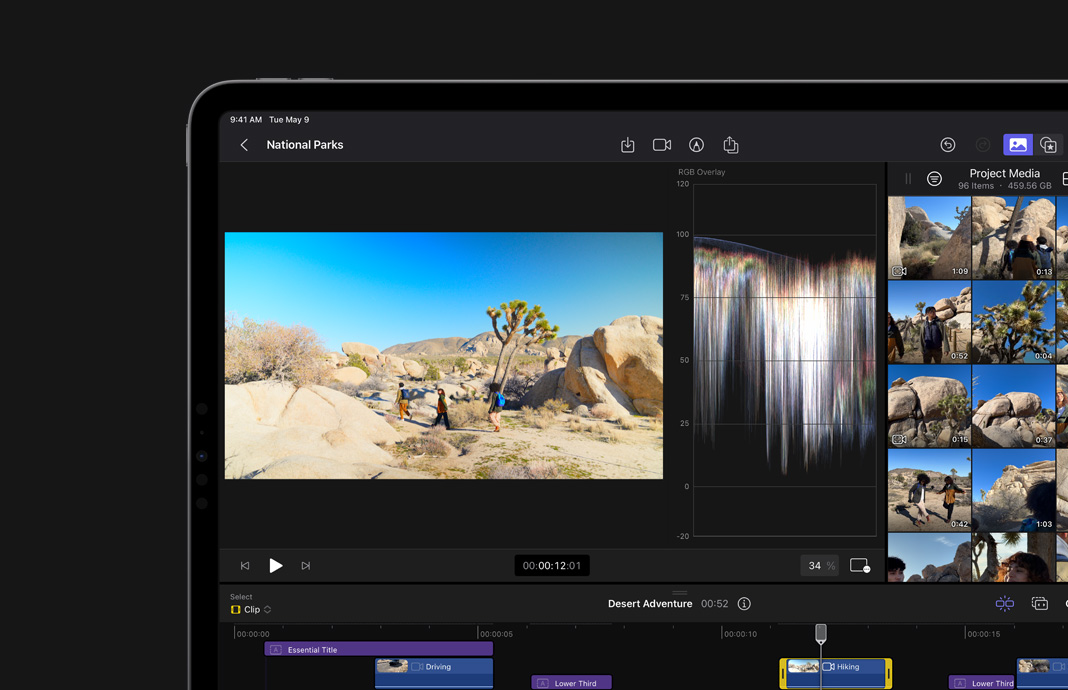 9:41 AM Tue May 9
National Parks
RGB Overlay
120
100
75
50
25
0
-20
Project Media
96 Items · 459.56 GB
1:09
0:13
0:52
0:04
0:15
0:37
0:42
1:03
00:00:12:01
34 %
Select
Clip
Desert Adventure 00:52
00:00:00
00:00:05
00:00:10
00:00:15
A Essential Title
Driving
Hiking
A Lower Third
A Lower Third